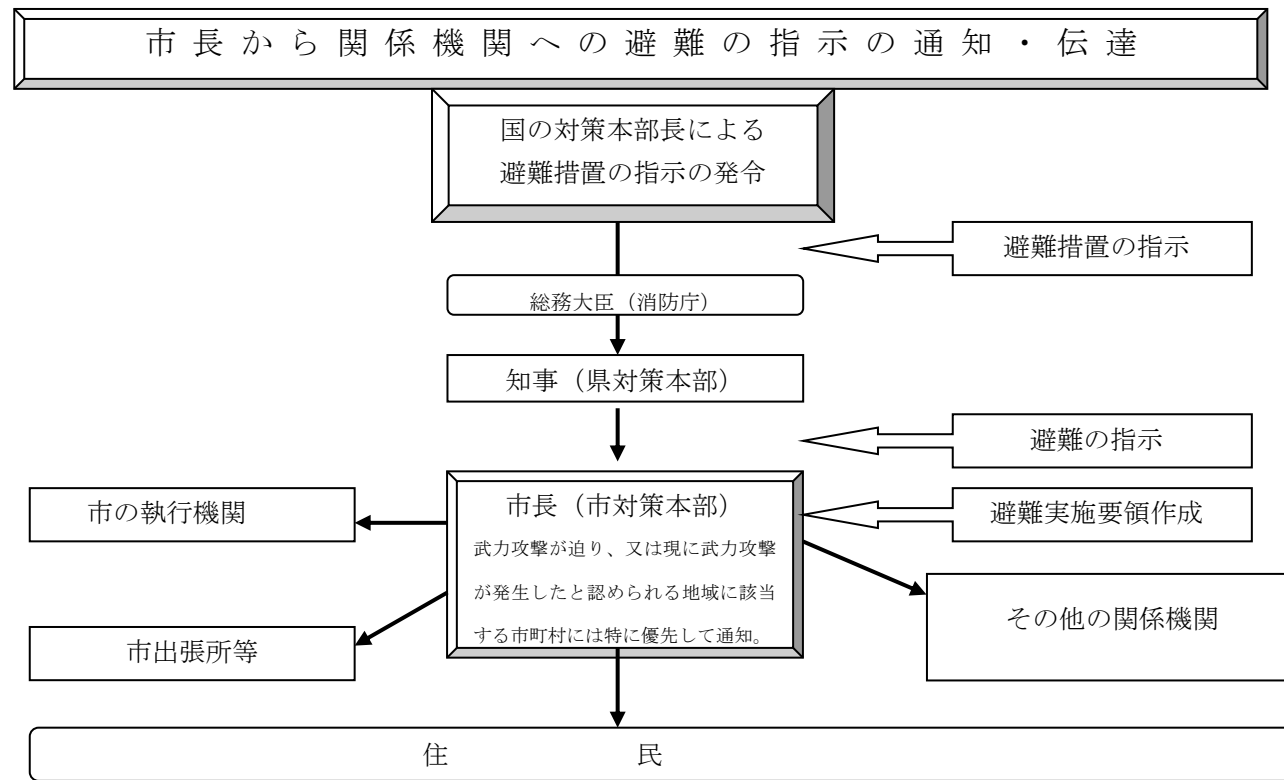 市長から関係機関への避難の指示の通知・伝達
国の対策本部長による
避難措置の指示の発令
避難措置の指示
総務大臣（消防庁）
知事（県対策本部）
避難の指示
市の執行機関
市長（市対策本部）
武力攻撃が迫り、又は現に武力攻撃
が発生したと認められる地域に該当
する市町村には特に優先して通知。
避難実施要領作成
市出張所等
その他の関係機関
住民